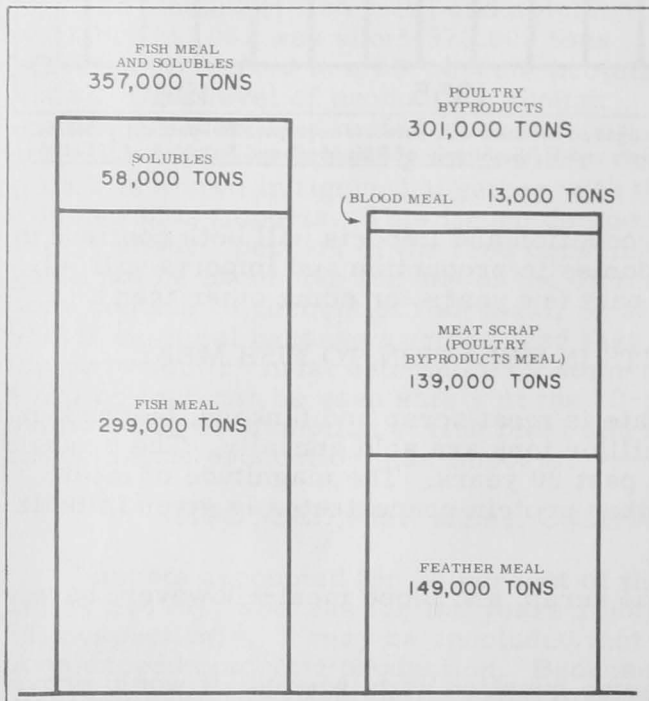 FISH MEAL
AND SOLUBLES
357,000 TONS
SOLUBLES
58,000 TONS
FISH MEAL
299,000 TONS
POULTRY
BYPRODUCTS
301,000 TONS
BLOOD MEAL 13,000 TONS
MEAT SCRAP
(POULTRY
BYPRODUCTS MEAL)
139,000 TONS
FEATHER MEAL
149,000 TONS